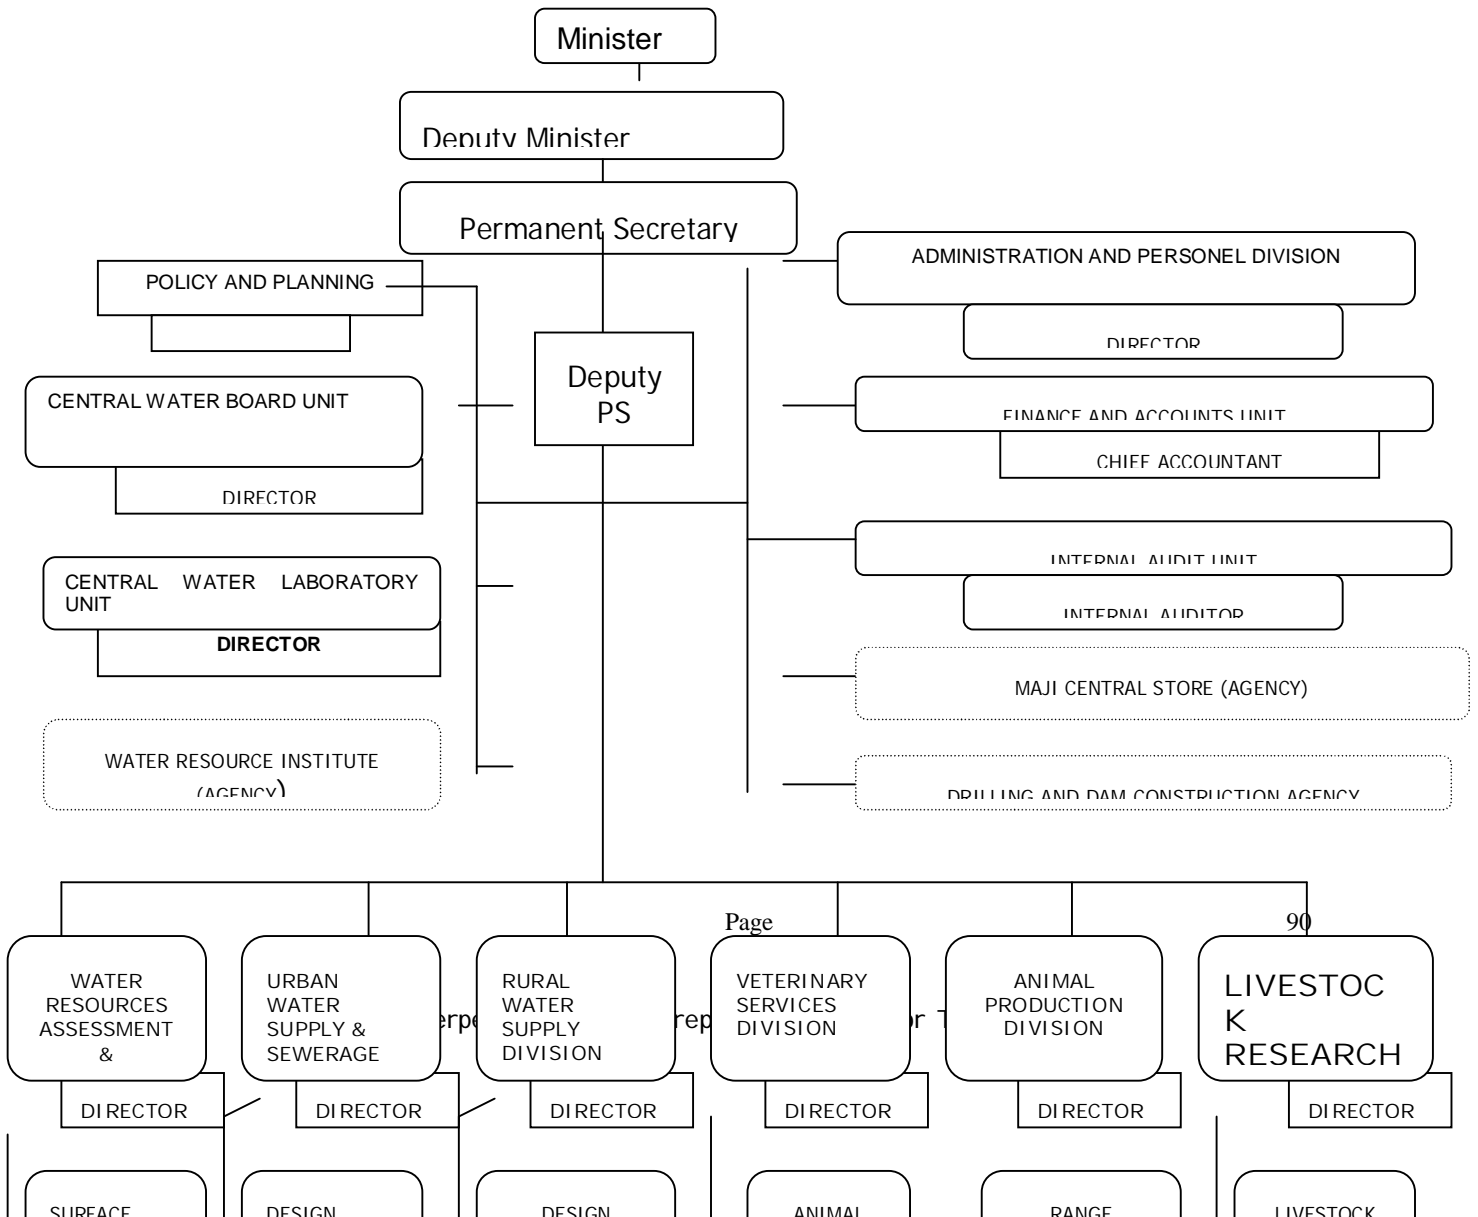 Minister
Deputy Minister
Permanent Secretary
ADMINISTRATION AND PERSONEL DIVISION
DIRECTOR
POLICY AND PLANNING
Deputy
PS
CENTRAL WATER BOARD UNIT
DIRECTOR
FINANCE AND ACCOUNTS UNIT
CHIEF ACCOUNTANT
INTERNAL AUDIT UNIT
INTERNAL AUDITOR
CENTRAL WATER LABORATORY
UNIT
DIRECTOR
MAJI CENTRAL STORE (AGENCY)
WATER RESOURCE INSTITUTE
(AGENCY)
DRILLING AND DAM CONSTRUCTION AGENCY
Page 90
WATER
RESOURCES
ASSESSMENT
&
DIRECTOR
URBAN
WATER
SUPPLY &
SEWERAGE
DIRECTOR
RURAL
WATER
SUPPLY
DIVISION
DIRECTOR
VETERINARY
SERVICES
DIVISION
DIRECTOR
ANIMAL
PRODUCTION
DIVISION
DIRECTOR
LIVESTOC
K
RESEARCH
DIRECTOR
SURFACE
DESIGN
DESIGN
ANIMAL
RANGE
LIVESTOCK